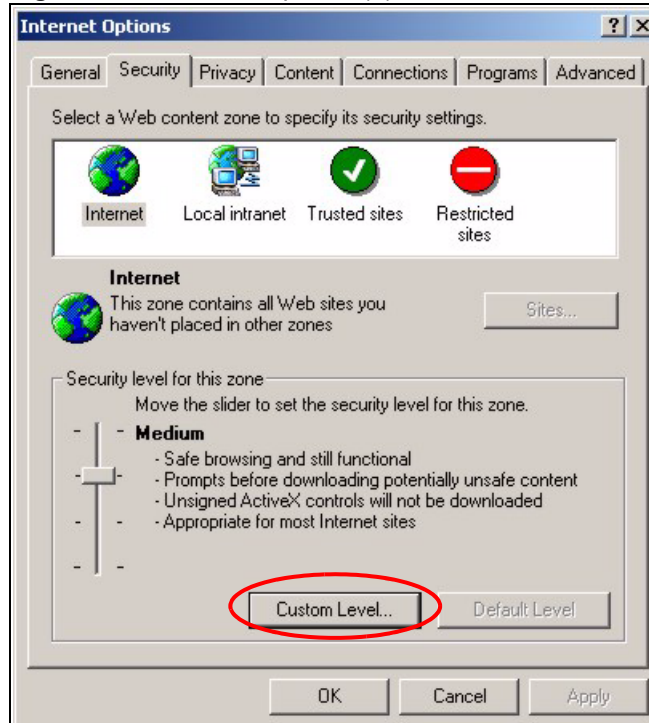 Internet Options
General Security Privacy Content Connections Programs Advanced
Select a Web content zone to specify its security settings.
Internet Local intranet Trusted sites Restricted
sites
Internet
This zone contains all Web sites you
haven't placed in other zones
Sites...
Security level for this zone
Move the slider to set the security level for this zone.
Medium
- Safe browsing and still functional
- Prompts before downloading potentially unsafe content
- Unsigned ActiveX controls will not be downloaded
- Appropriate for most Internet sites
Custom Level... Default Level
OK Cancel Apply